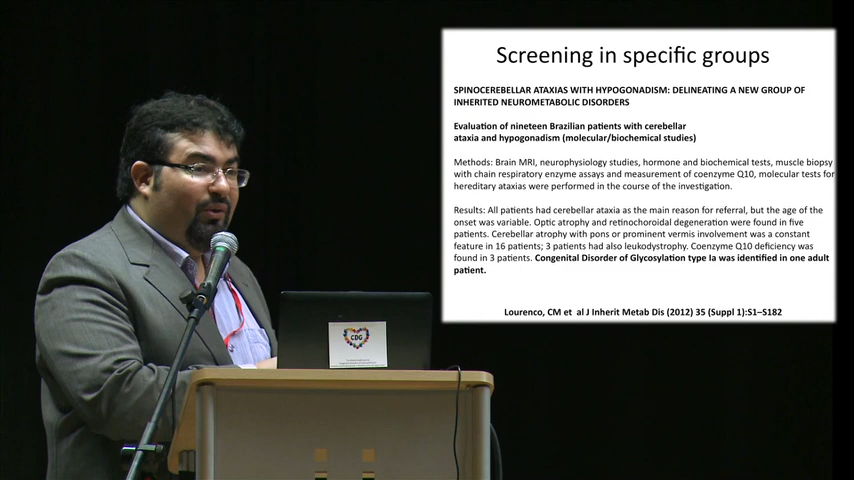 Screening in specific groups
SPINOCEREBELLAR ATAXIAS WITH HYPOGONADISM: DELINEATING A NEW GROUP OF
INHERITED NEUROMETABOLIC DISORDERS
Evaluation of nineteen Brazilian patients with cerebellar
ataxia and hypogonadism (molecular/biochemical studies)
Methods: Brain MRI, neurophysiology studies, hormone and biochemical tests, muscle biopsy
with chain respiratory enzyme assays and measurement of coenzyme Q10, molecular tests for
hereditary ataxias were performed in the course of the investigation.
Results: All patients had cerebellar ataxia as the main reason for referral, but the age of the
onset was variable. Optic atrophy and retinochoroidal degeneration were found in five
patients. Cerebellar atrophy with pons or prominent vermis involvement was a constant
feature in 16 patients; 3 patients had also leukodystrophy. Coenzyme Q10 deficiency was
found in 3 patients. Congenital Disorder of Glycosylation type Ia was identified in one adult
patient.
Lourenco, CM et  al J Inherit Metab Dis (2012) 35 (Suppl 1):S1–S182
CDG